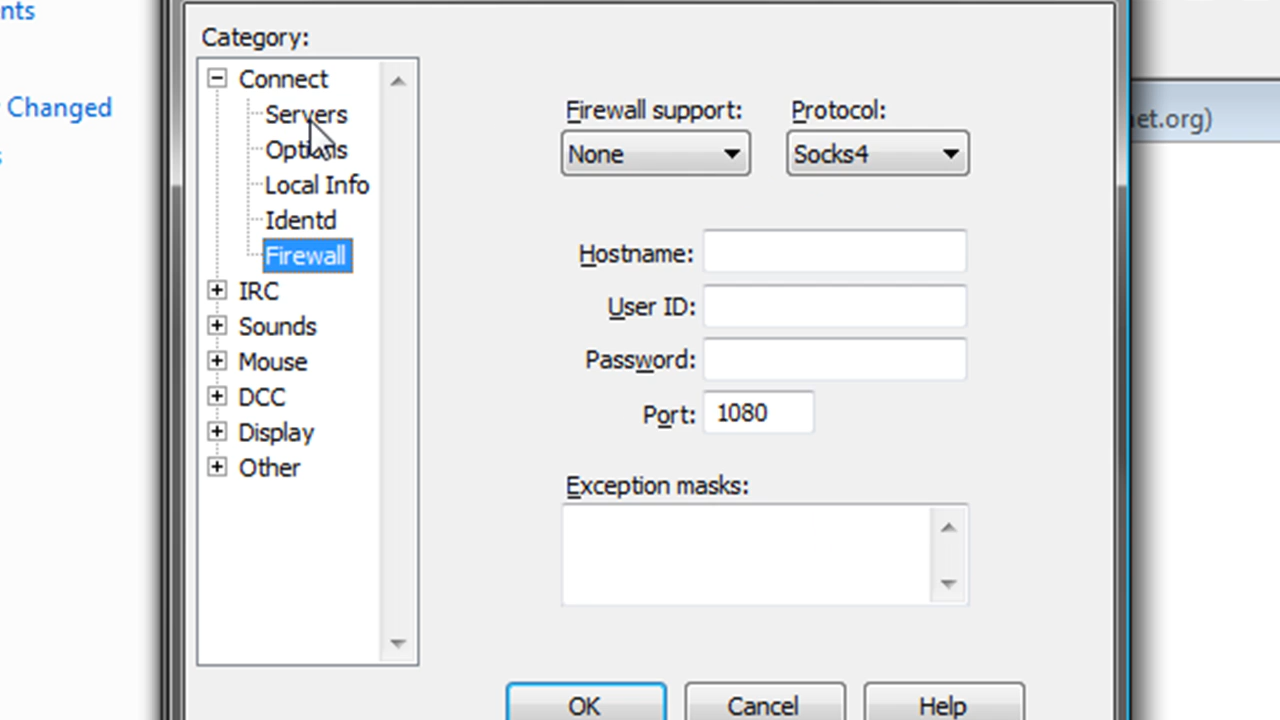 nts
Changed
s
Category:
Connect
Servers
Options
Local Info
Identd
Firewall
IRC
Sounds
Mouse
DCC
Display
Other
Firewall support: Protocol:
None Socks4
Hostname:
User ID:
Password:
Port: 1080
Exception masks:
OK Cancel Help
net.org)